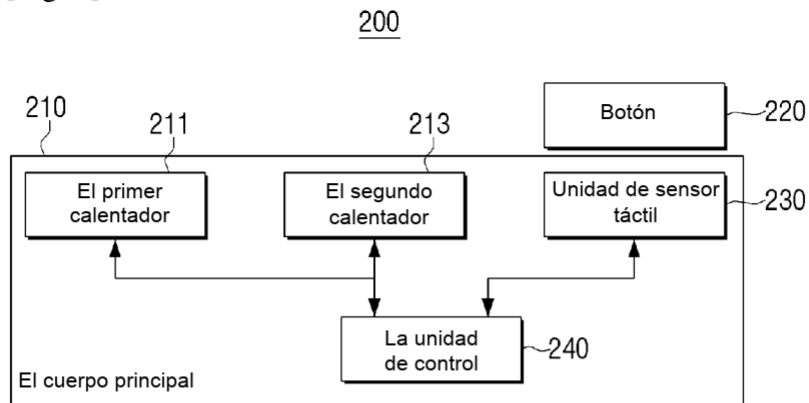 200
210
211
213
Botón
220
El primer
calentador
El segundo
calentador
Unidad de sensor
táctil
230
La unidad
de control
240
El cuerpo principal